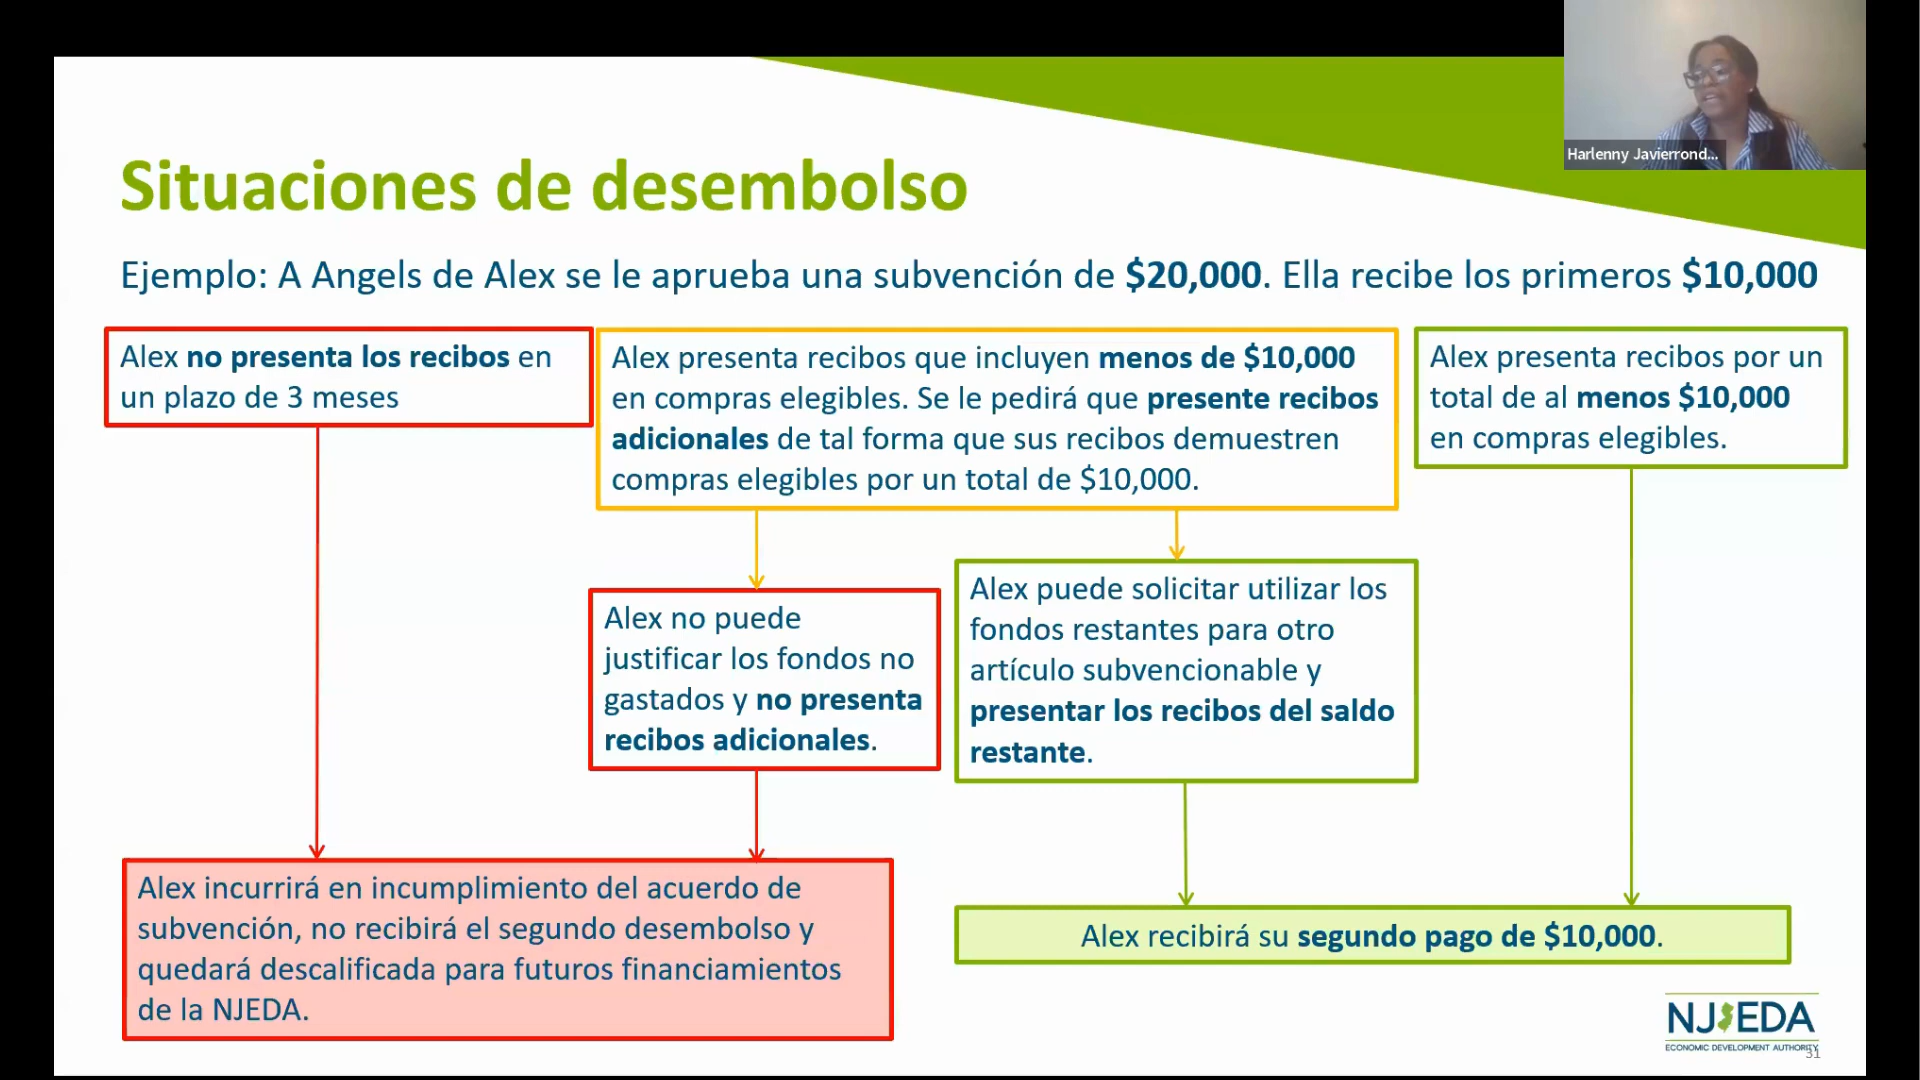 Harlenny Javierrond...
Situaciones de desembolso
Ejemplo: A Angels de Alex se le aprueba una subvención de $20,000. Ella recibe los primeros $10,000
Alex no presenta los recibos en
un plazo de 3 meses
Alex presenta recibos que incluyen menos de $10,000
en compras elegibles. Se le pedirá que presente recibos
adicionales de tal forma que sus recibos demuestren
compras elegibles por un total de $10,000.
Alex presenta recibos por un
total de al menos $10,000
en compras elegibles.
Alex no puede
justificar los fondos no
gastados y no presenta
recibos adicionales.
Alex puede solicitar utilizar los
fondos restantes para otro
artículo subvencionable y
presentar los recibos del saldo
restante.
Alex incurrirá en incumplimiento del acuerdo de
subvención, no recibirá el segundo desembolso y
quedará descalificada para futuros financiamientos
de la NJEDA.
Alex recibirá su segundo pago de $10,000.
NJEDA
ECONOMIC DEVELOPMENT AUTHORITY
31